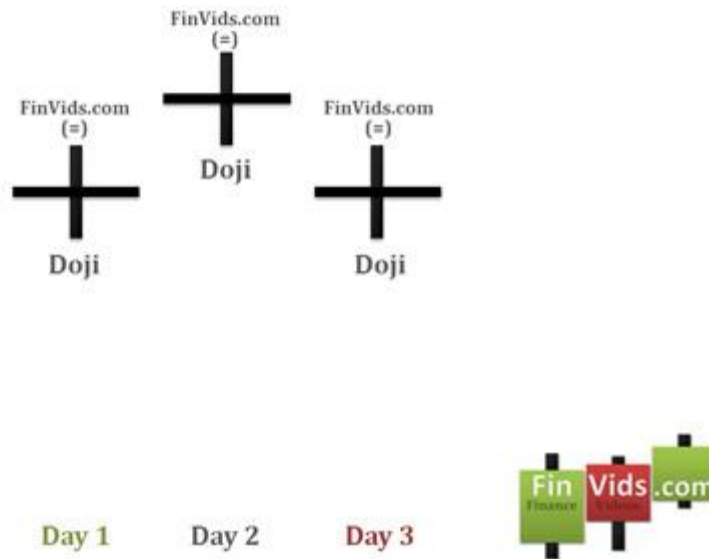 FinVids.com
(=)
Doji
FinVids.com
(=)
Doji
FinVids.com
(=)
Doji
Day 1
Day 2
Day 3
Fin Vids .com
Finance Videos